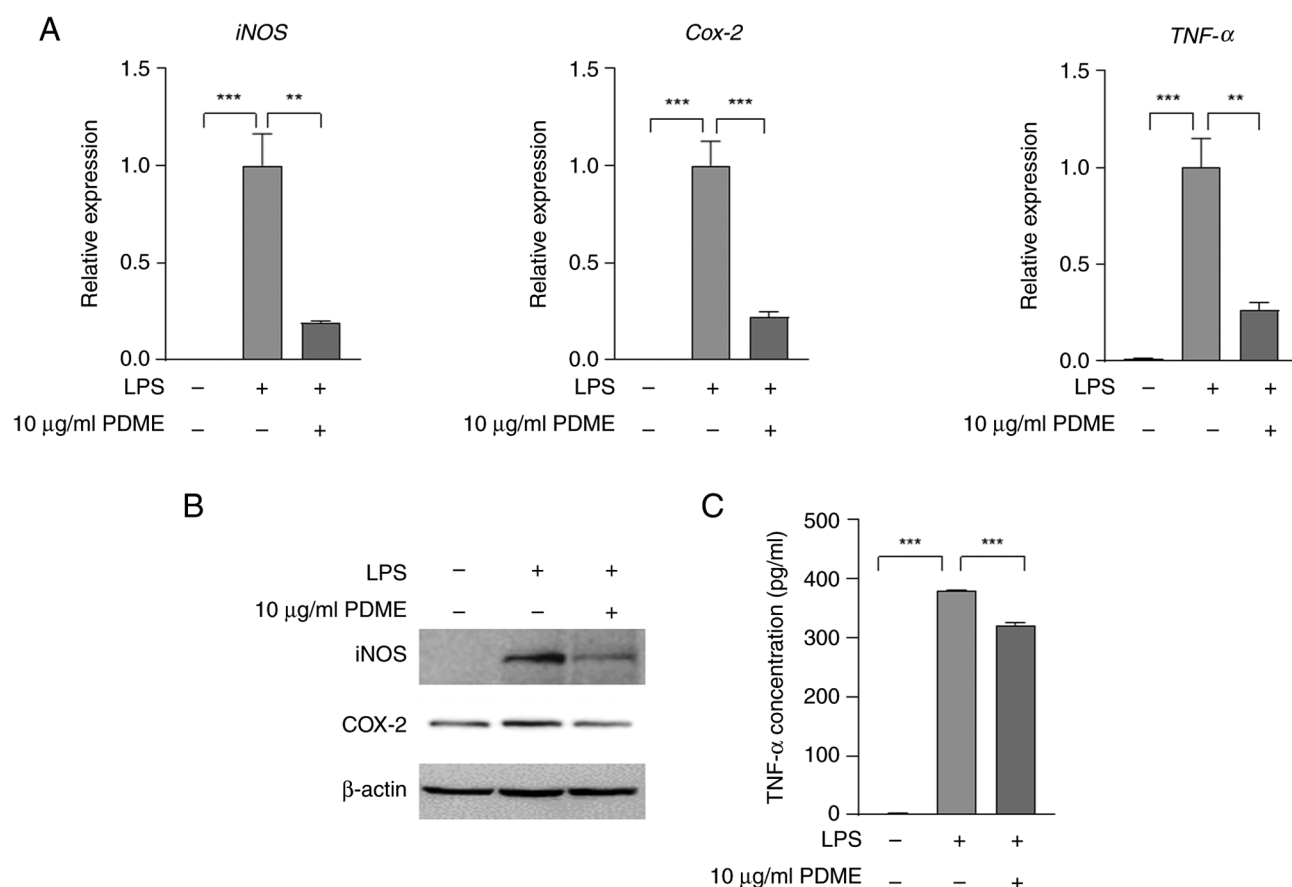 A
iNOS
Cox-2
TNF-α
1.5
1.0
0.5
0.0
Relative expression
*** **
LPS – + +
10 μg/ml PDME – – +
1.5
1.0
0.5
0.0
Relative expression
*** ***
LPS – + +
10 μg/ml PDME – – +
1.5
1.0
0.5
0.0
Relative expression
*** **
LPS – + +
10 μg/ml PDME – – +
B
LPS – + +
10 μg/ml PDME – – +
iNOS
COX-2
β-actin
C
500
400
300
200
100
0
TNF-α concentration (pg/ml)
*** ***
LPS – + +
10 μg/ml PDME – – +